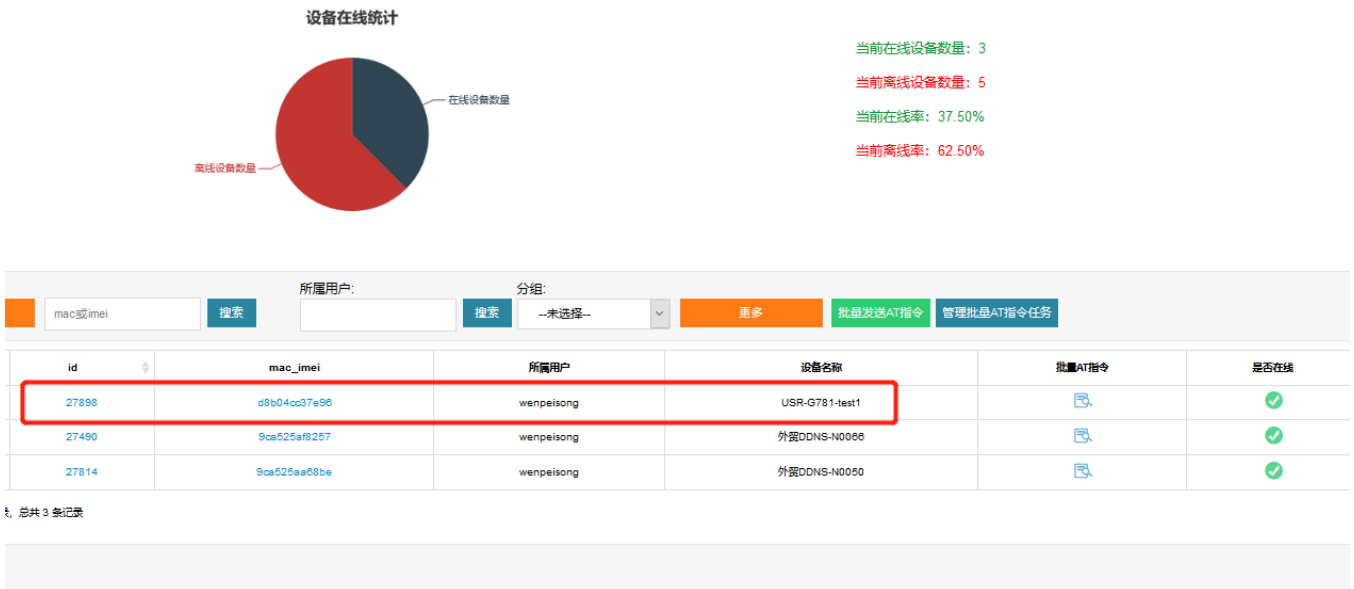 设备在线统计
在线设备数量
离线设备数量
当前在线设备数量：3
当前离线设备数量：5
当前在线率：37.50%
当前离线率：62.50%
所属用户:
分组:
mac或imei
搜索
搜索
--未选择--
更多
批量发送AT指令
管理批量AT指令任务
id mac_imei 所属用户 设备名称 批量AT指令 是否在线
27898 d8b04cc37e96 wenpeisong USR-G781-test1
27490 9ca525af8257 wenpeisong 外贸DDNS-N0066
27814 9ca525aa68be wenpeisong 外贸DDNS-N0050
，总共 3 条记录